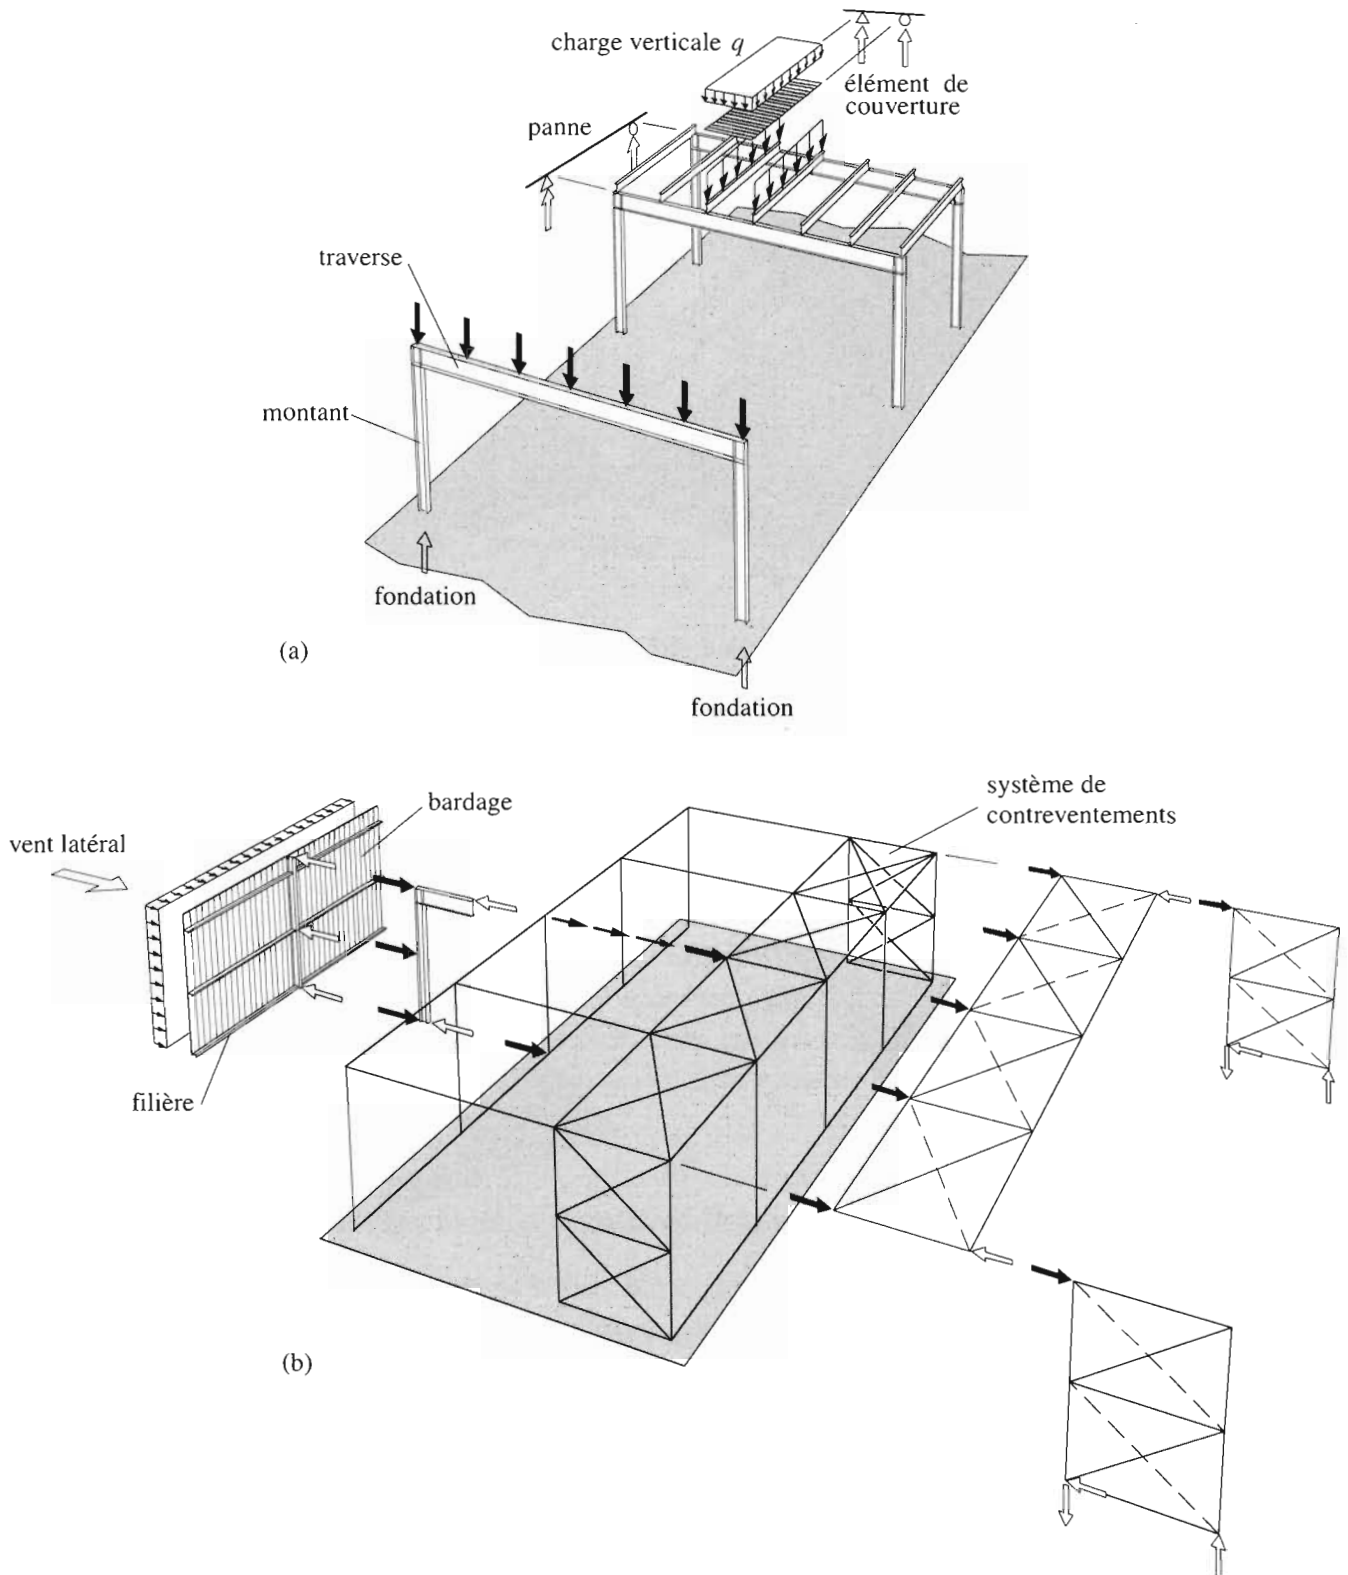 charge verticale q
élément de
couverture
panne
traverse
montant
fondation
(a)
fondation
système de
contreventements
bardage
vent latéral
filière
(b)